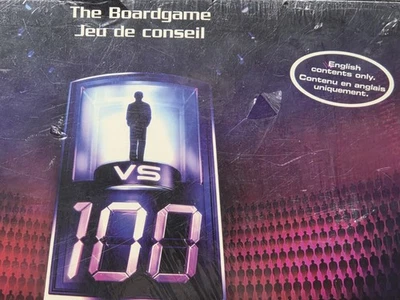 The Boardgame
Jeu de conseil
English
contents only.
Contenu en anglais
uniquement.
VS
100